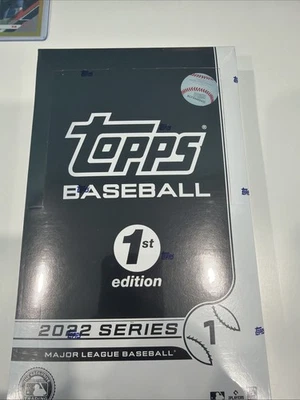 Topps
BASEBALL
1st
edition
2022 SERIES 1
MAJOR LEAGUE BASEBALL